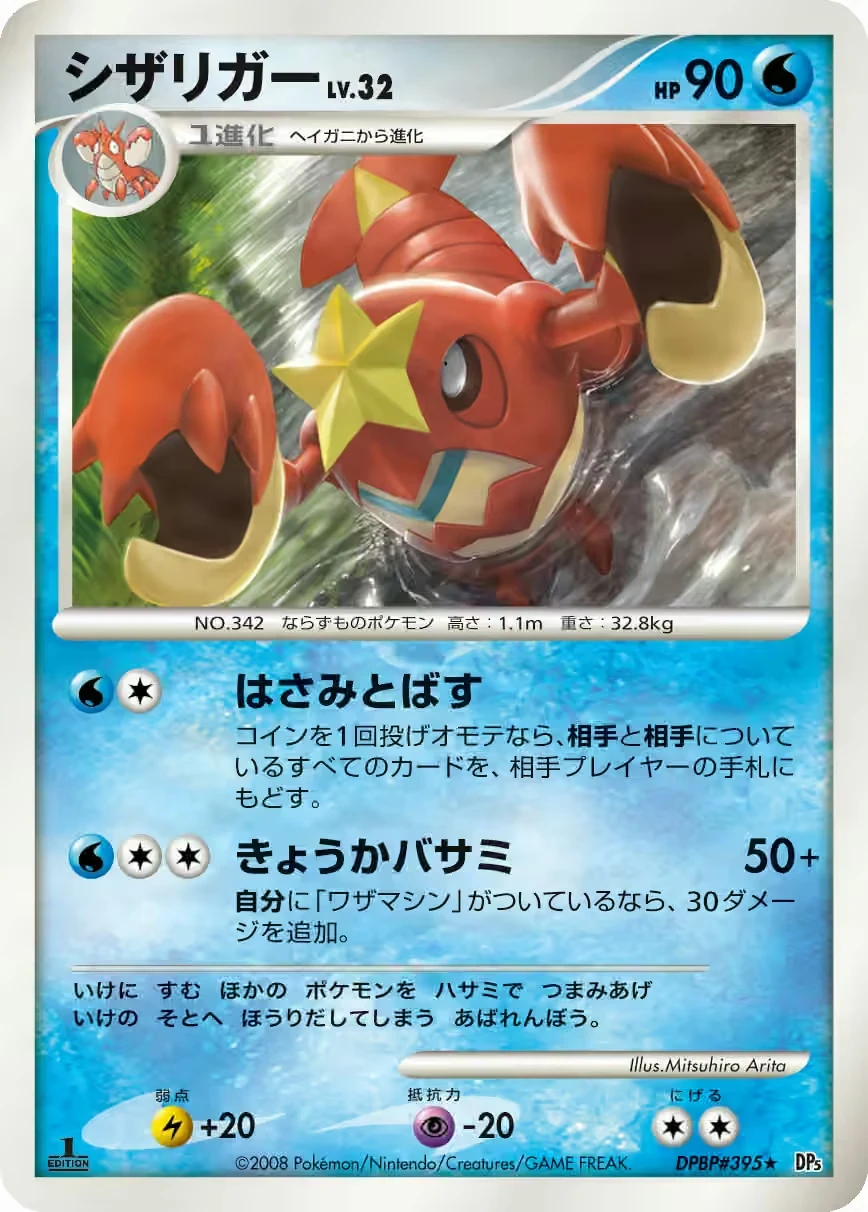 シザリガー LV.32 HP 90
1進化 ヘイガニから進化
NO.342 ならずものポケモン 高さ：1.1m 重さ：32.8kg
はさみとばす
コインを1回投げオモテなら、相手と相手について
いるすべてのカードを、相手プレイヤーの手札に
もどす。
きょうかバサミ 50+
自分に「ワザマシン」がついているなら、30ダメー
ジを追加。
いけに すむ ほかの ポケモンを ハサミで つまみあげ
いけの そとへ ほうりだしてしまう あばれんぼう。
Illus.Mitsuhiro Arita
弱点 抵抗力 にげる
+20 -20
1 EDITION ©2008 Pokémon/Nintendo/Creatures/GAME FREAK. DPBP#395★ DP5